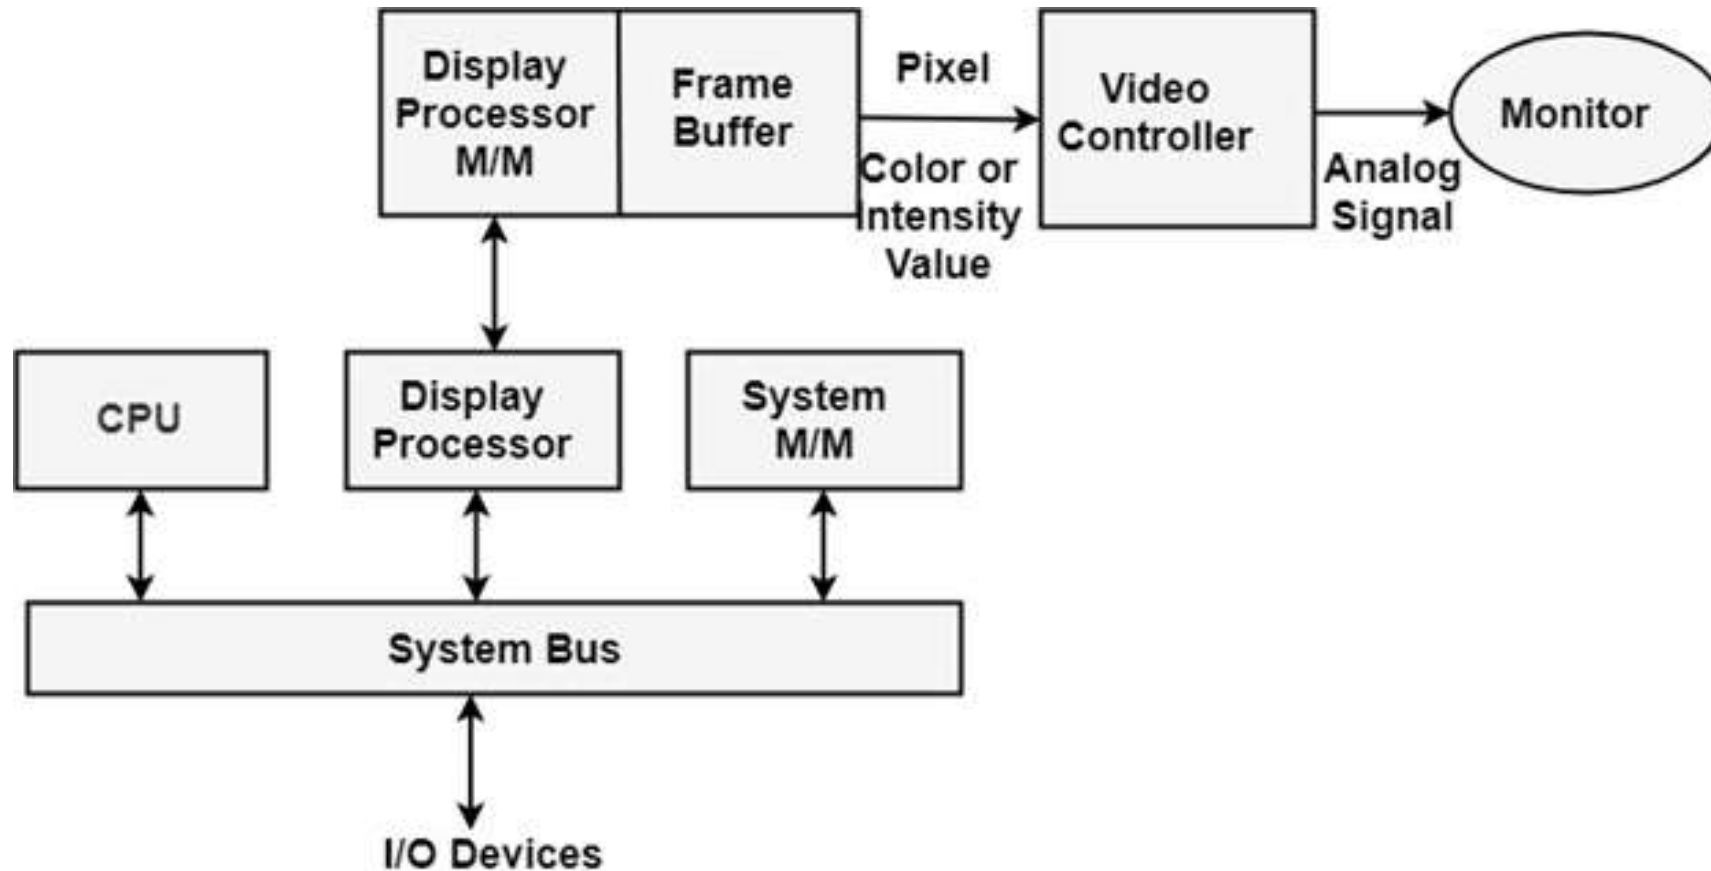 Display
Processor
M/M
Frame
Buffer
Pixel
Color or
Intensity
Value
Video
Controller
Analog
Signal
Monitor
CPU
Display
Processor
System
M/M
System Bus
I/O Devices